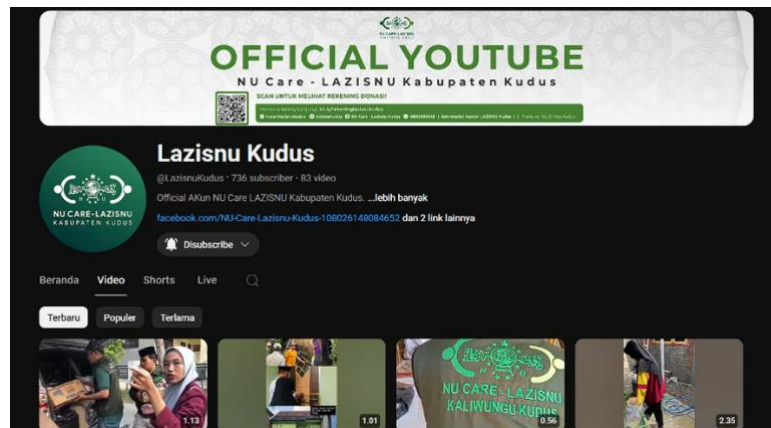 NU CARE-LAZISNU
OFFICIAL YOUTUBE
NU Care - LAZISNU Kabupaten Kudus
SCAN UNTUK MELIHAT REKENING DONASI!
NU CARE-LAZISNU
KABUPATEN KUDUS
Lazisnu Kudus
@LazisnuKudus · 736 subscriber · 83 video
Official AKun NU Care LAZISNU Kabupaten Kudus. ...lebih banyak
facebook.com/NU-Care-Lazisnu-Kudus-108026148084652 dan 2 link lainnya
Disubscribe
Beranda Video Shorts Live
Terbaru Populer Terlama
1.13
1.01
N U
NU CARE-LAZISNU
KALIWUNGU KUDUS
0.56
2.35